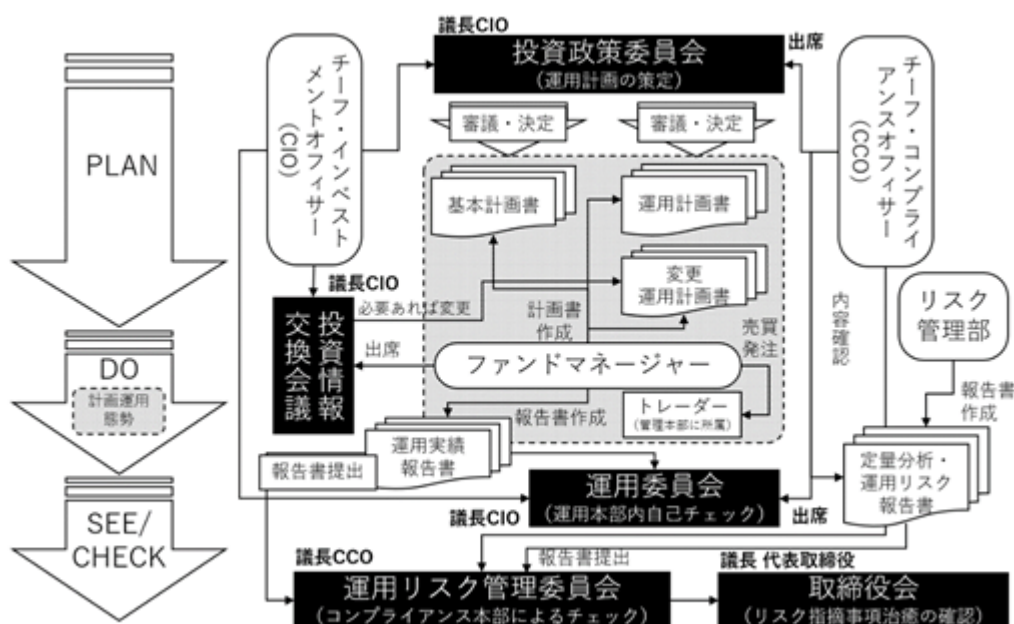 議長CIO
投資政策委員会
(運用計画の策定)
出席
チーフ・インベスト
メントオフィサー
(CIO)
チーフ・コンプライ
アンスオフィサー
(CCO)
PLAN
審議・決定
審議・決定
基本計画書
運用計画書
変更
運用計画書
議長CIO
必要あれば変更
投資情報
交換会議
計画書
作成
売買
発注
内容確認
リスク
管理部
DO
計画運用
態勢
出席
ファンドマネージャー
報告書作成
トレーダー
(管理本部に所属)
報告書
作成
運用実績
報告書
報告書提出
定量分析・
運用リスク
報告書
運用委員会
(運用本部内自己チェック)
議長CIO
出席
SEE/
CHECK
議長CCO
報告書提出
議長 代表取締役
運用リスク管理委員会
(コンプライアンス本部によるチェック)
取締役会
(リスク指摘事項治癒の確認)